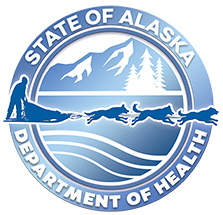 STATE OF ALASKA
DEPARTMENT OF HEALTH